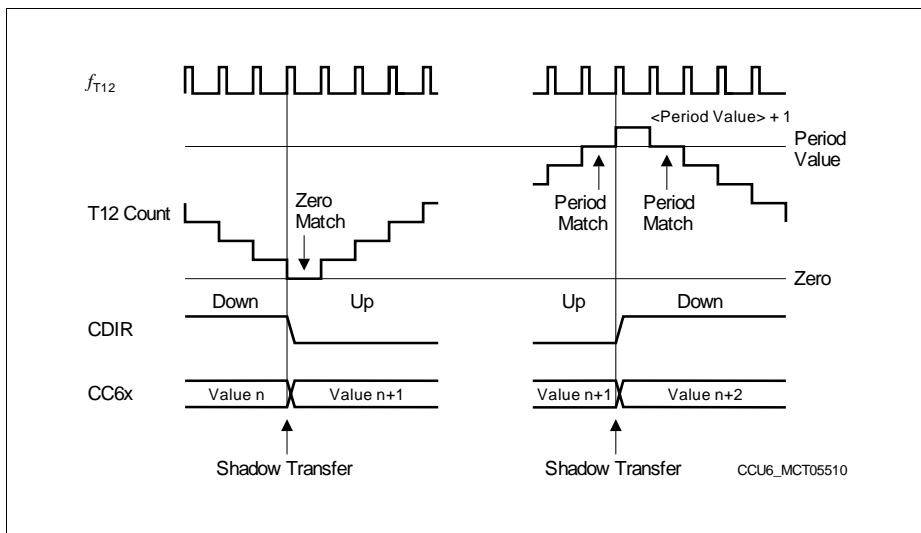 fT12
<Period Value> + 1
Period
Value
Zero
Match
Period
Match
Period
Match
T12 Count
Zero
Down
Up
Up
Down
CDIR
CC6x
Value n
Value n+1
Value n+1
Value n+2
Shadow Transfer
Shadow Transfer
CCU6_MCT05510